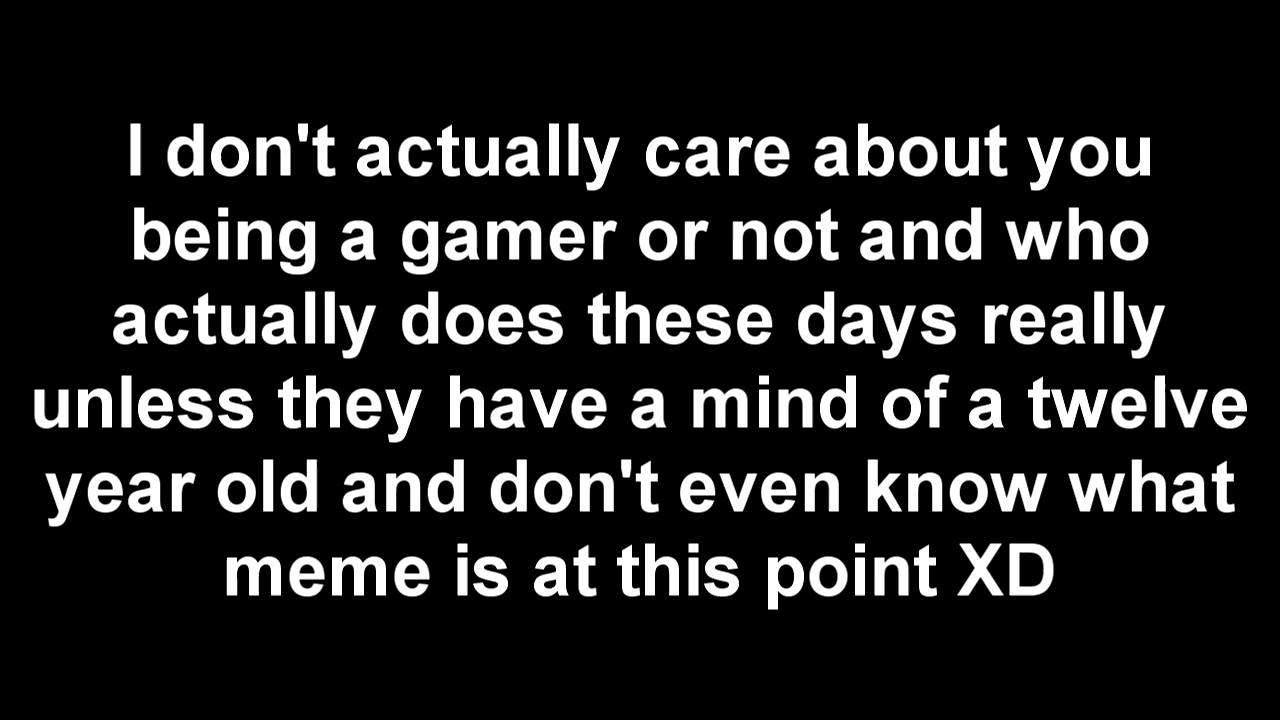 I don't actually care about you
being a gamer or not and who
actually does these days really
unless they have a mind of a twelve
year old and don't even know what
meme is at this point XD